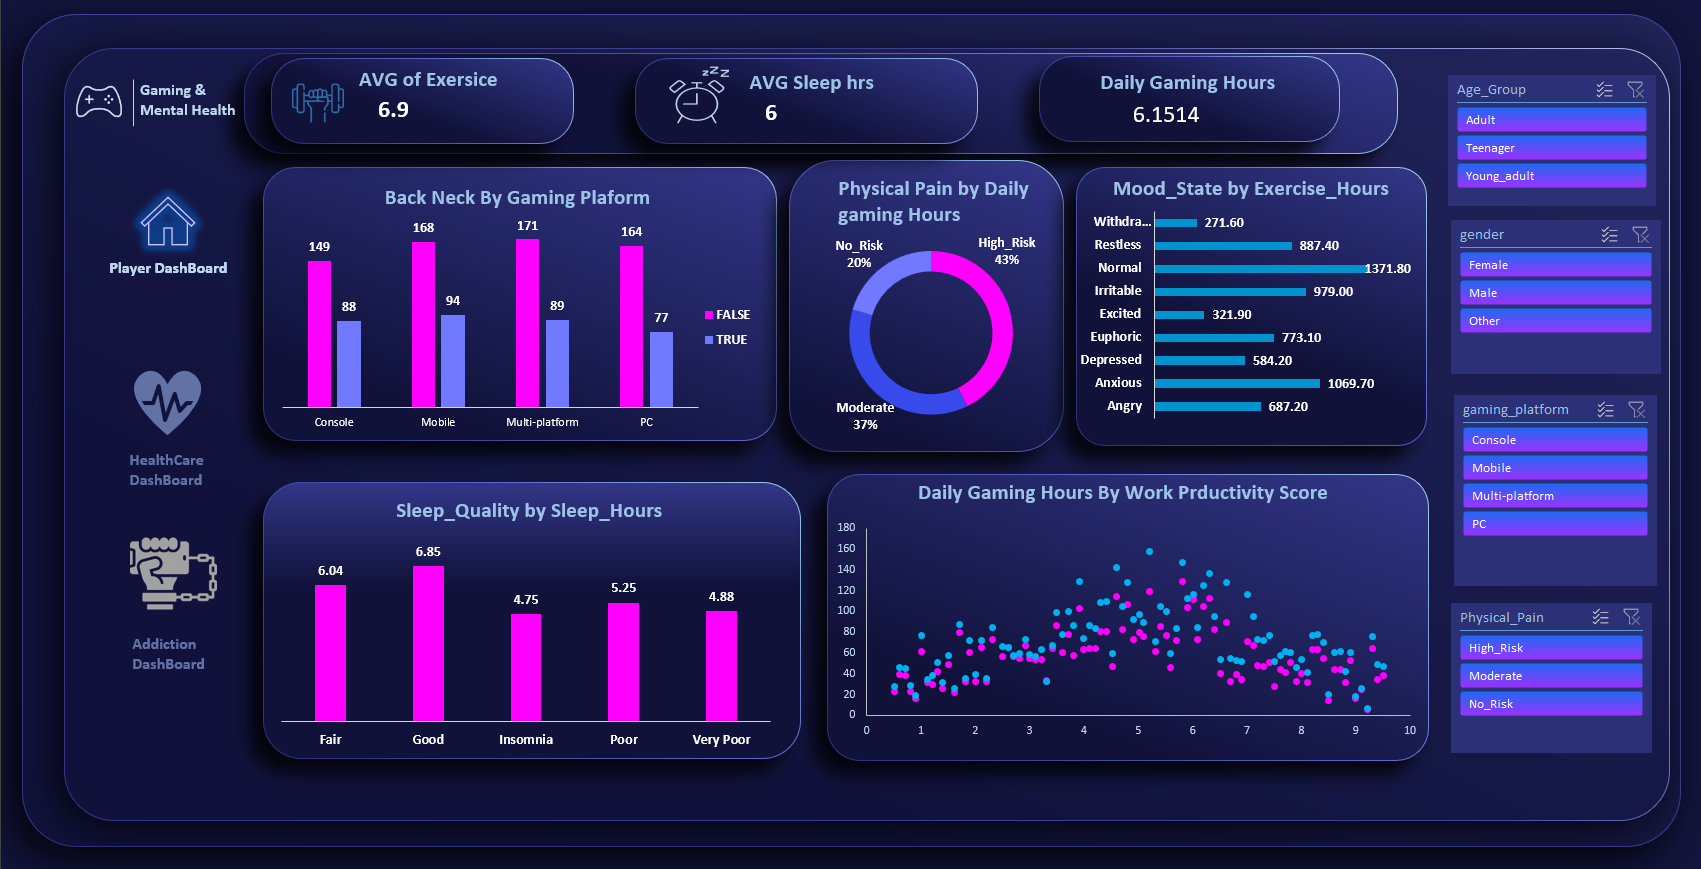 Gaming &
Mental Health
AVG of Exersice
6.9
zZZ
AVG Sleep hrs
6
Daily Gaming Hours
6.1514
Player DashBoard
HealthCare
DashBoard
Addiction
DashBoard
Back Neck By Gaming Plaform
149
88
168
94
171
89
164
77
Console
Mobile
Multi-platform
PC
FALSE
TRUE
Physical Pain by Daily
gaming Hours
No_Risk
20%
High_Risk
43%
Moderate
37%
Mood_State by Exercise_Hours
Withdra... 271.60
Restless 887.40
Normal 1371.80
Irritable 979.00
Excited 321.90
Euphoric 773.10
Depressed 584.20
Anxious 1069.70
Angry 687.20
Sleep_Quality by Sleep_Hours
6.04
6.85
4.75
5.25
4.88
Fair
Good
Insomnia
Poor
Very Poor
Daily Gaming Hours By Work Prductivity Score
180
160
140
120
100
80
60
40
20
0
0 1 2 3 4 5 6 7 8 9 10
Age_Group
Adult
Teenager
Young_adult
gender
Female
Male
Other
gaming_platform
Console
Mobile
Multi-platform
PC
Physical_Pain
High_Risk
Moderate
No_Risk